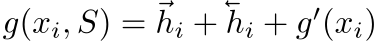 $g(x_i, S) = \vec{h}_i + \overleftarrow{h}_i + g'(x_i)$